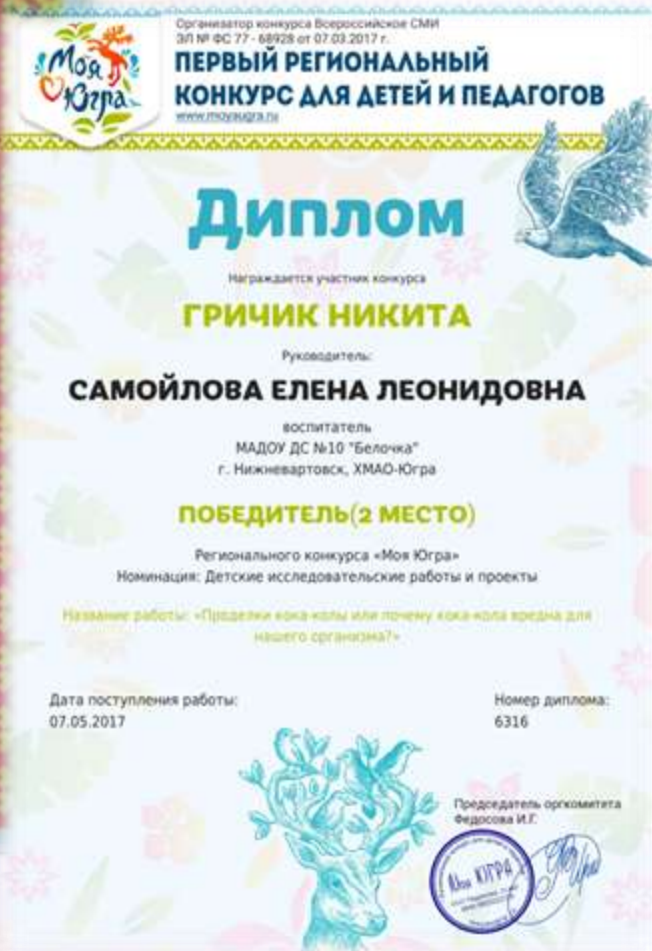 Организатор конкурса Всероссийское СМИ
ЭЛ № ФС 77 - 68928 от 07.03.2017 г.
Моя
Югра
ПЕРВЫЙ РЕГИОНАЛЬНЫЙ
КОНКУРС ДЛЯ ДЕТЕЙ И ПЕДАГОГОВ
www.moyaugra.ru
Диплом
Награждается участник конкурса
ГРИЧИК НИКИТА
Руководитель:
САМОЙЛОВА ЕЛЕНА ЛЕОНИДОВНА
воспитатель
МАДОУ ДС №10 "Белочка"
г. Нижневартовск, ХМАО-Югра
ПОБЕДИТЕЛЬ(2 МЕСТО)
Регионального конкурса «Моя Югра»
Номинация: Детские исследовательские работы и проекты
Название работы: «Проделки кока-колы или почему кока-кола вредна для
нашего организма?»
Дата поступления работы:
07.05.2017
Номер диплома:
6316
Председатель оргкомитета
Федосова И.Г.
Моя ЮГРА